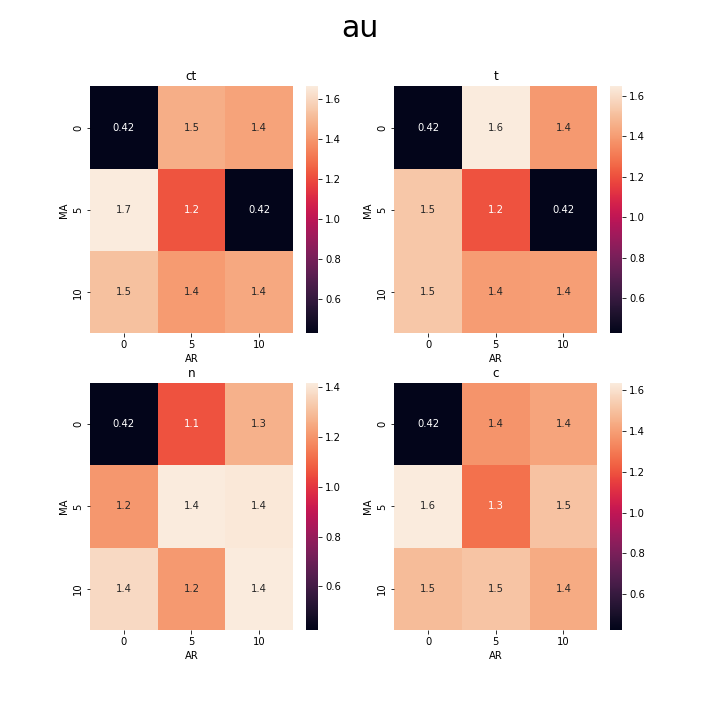 au
ct
t
0 0.42 1.5 1.4 1.6
1.4
1.2
1.0
0.8
0.6
MA 5 1.7 1.2 0.42
10 1.5 1.4 1.4
0 5 10
AR
0 0.42 1.6 1.4 1.6
1.4
1.2
1.0
0.8
0.6
MA 5 1.5 1.2 0.42
10 1.5 1.4 1.4
0 5 10
AR
n
0 0.42 1.1 1.3 1.4
1.2
1.0
0.8
0.6
MA 5 1.2 1.4 1.4
10 1.4 1.2 1.4
0 5 10
AR
c
0 0.42 1.4 1.4 1.6
1.4
1.2
1.0
0.8
0.6
MA 5 1.6 1.3 1.5
10 1.5 1.5 1.4
0 5 10
AR